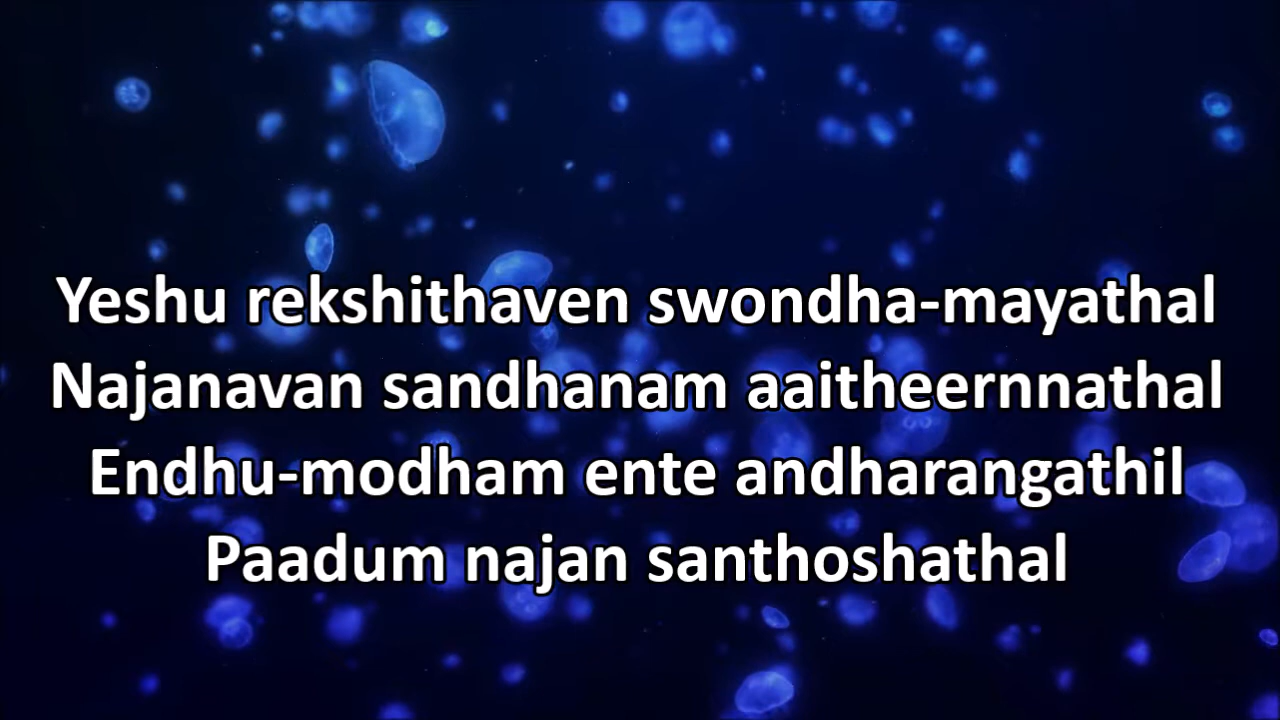 Yeshu rekshithaven swondha-mayathal
Najanavan sandhanam aaitheernnathal
Endhu-modham ente andharangathil
Paadum najan santhoshathal